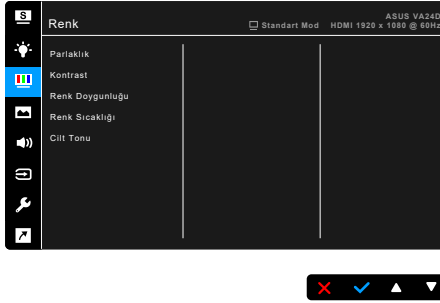 S
Renk
ASUS VA24D
Standart Mod HDMI 1920 x 1080 @ 60Hz
Parlaklık
Kontrast
Renk Doygunluğu
Renk Sıcaklığı
Cilt Tonu